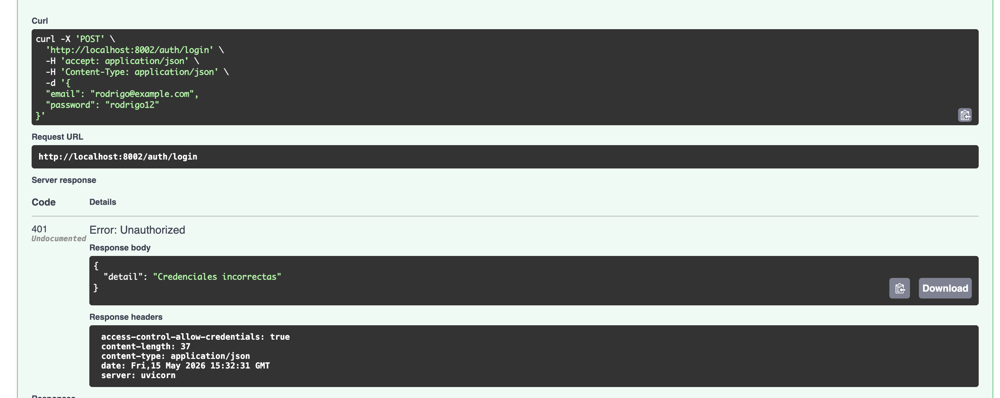 Curl
curl -X 'POST' \
  'http://localhost:8002/auth/login' \
  -H 'accept: application/json' \
  -H 'Content-Type: application/json' \
  -d '{
  "email": "rodrigo@example.com",
  "password": "rodrigo12"
}'
Request URL
http://localhost:8002/auth/login
Server response
Code Details
401 Error: Unauthorized
Undocumented
Response body
{
  "detail": "Credenciales incorrectas"
}
Download
Response headers
access-control-allow-credentials: true
content-length: 37
content-type: application/json
date: Fri,15 May 2026 15:32:31 GMT
server: uvicorn
Responses